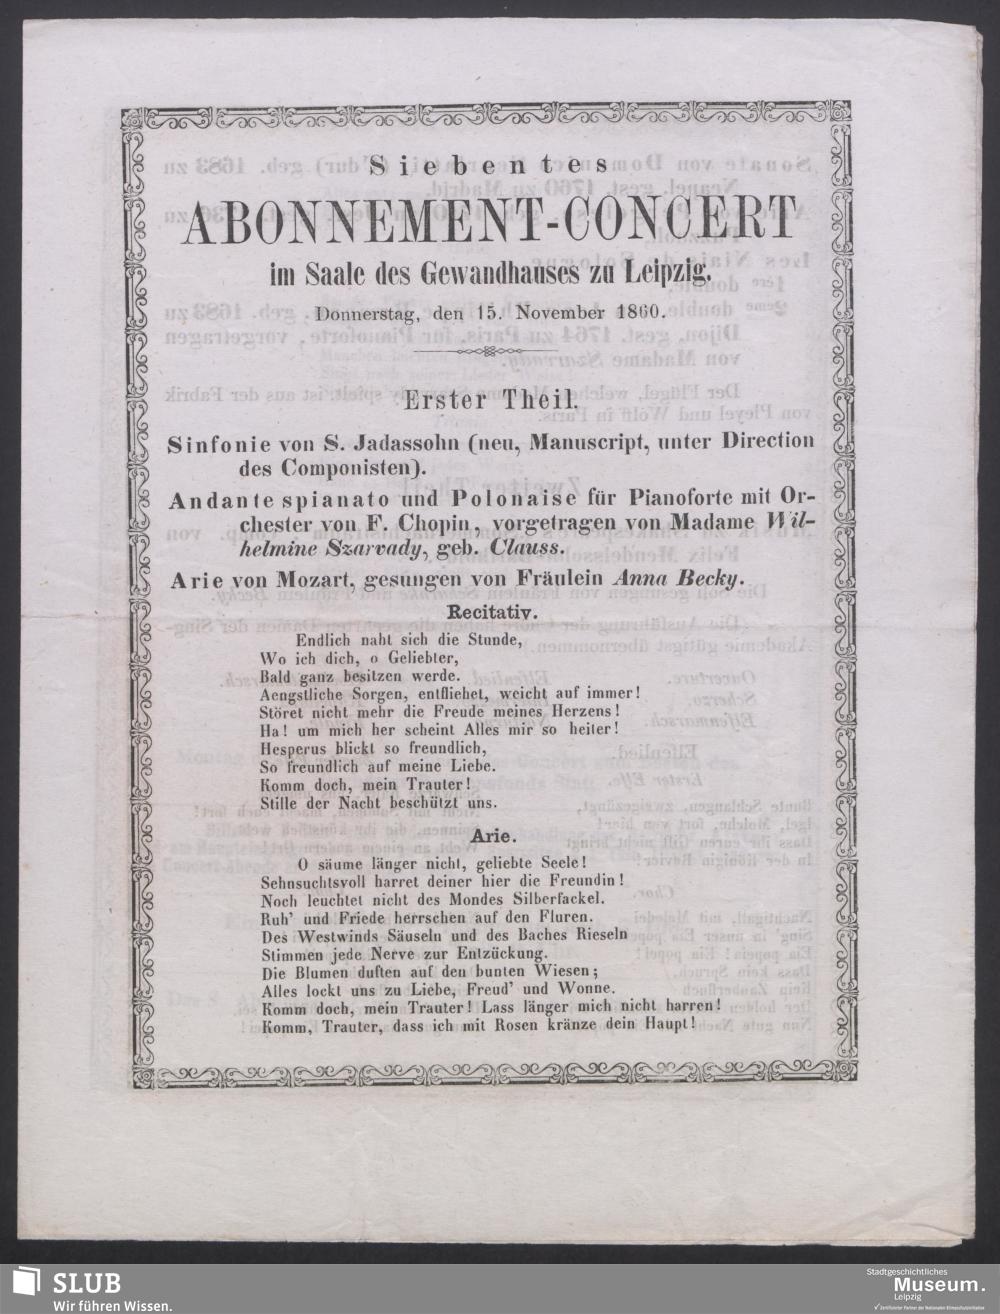 Siebentes
ABONNEMENT-CONCERT
im Saale des Gewandhauses zu Leipzig.
Donnerstag, den 15. November 1860.
Erster Theil.
Sinfonie von S. Jadassohn (neu, Manuscript, unter Direction
des Componisten).
Andante spianato und Polonaise für Pianoforte mit Or-
chester von F. Chopin, vorgetragen von Madame Wil-
helmine Szarvady, geb. Clauss.
Arie von Mozart, gesungen von Fräulein Anna Becky.
Recitativ.
Endlich naht sich die Stunde,
Wo ich dich, o Geliebter,
Bald ganz besitzen werde.
Aengstliche Sorgen, entfliehet, weicht auf immer!
Störet nicht mehr die Freude meines Herzens!
Ha! um mich her scheint Alles mir so heiter!
Hesperus blickt so freundlich,
So freundlich auf meine Liebe.
Komm doch, mein Trauter!
Stille der Nacht beschützt uns.
Arie.
O säume länger nicht, geliebte Seele!
Sehnsuchtsvoll harret deiner hier die Freundin!
Noch leuchtet nicht des Mondes Silberfackel.
Ruh' und Friede herrschen auf den Fluren.
Des Westwinds Säuseln und des Baches Rieseln
Stimmen jede Nerve zur Entzückung.
Die Blumen duften auf den bunten Wiesen;
Alles lockt uns zu Liebe, Freud' und Wonne.
Komm doch, mein Trauter! Lass länger mich nicht harren!
Komm, Trauter, dass ich mit Rosen kränze dein Haupt!
SLUB
Wir führen Wissen.
Stadtgeschichtliches
Museum.
Leipzig
Zertifizierter Partner der Nationalen Klimaschutzinitiative